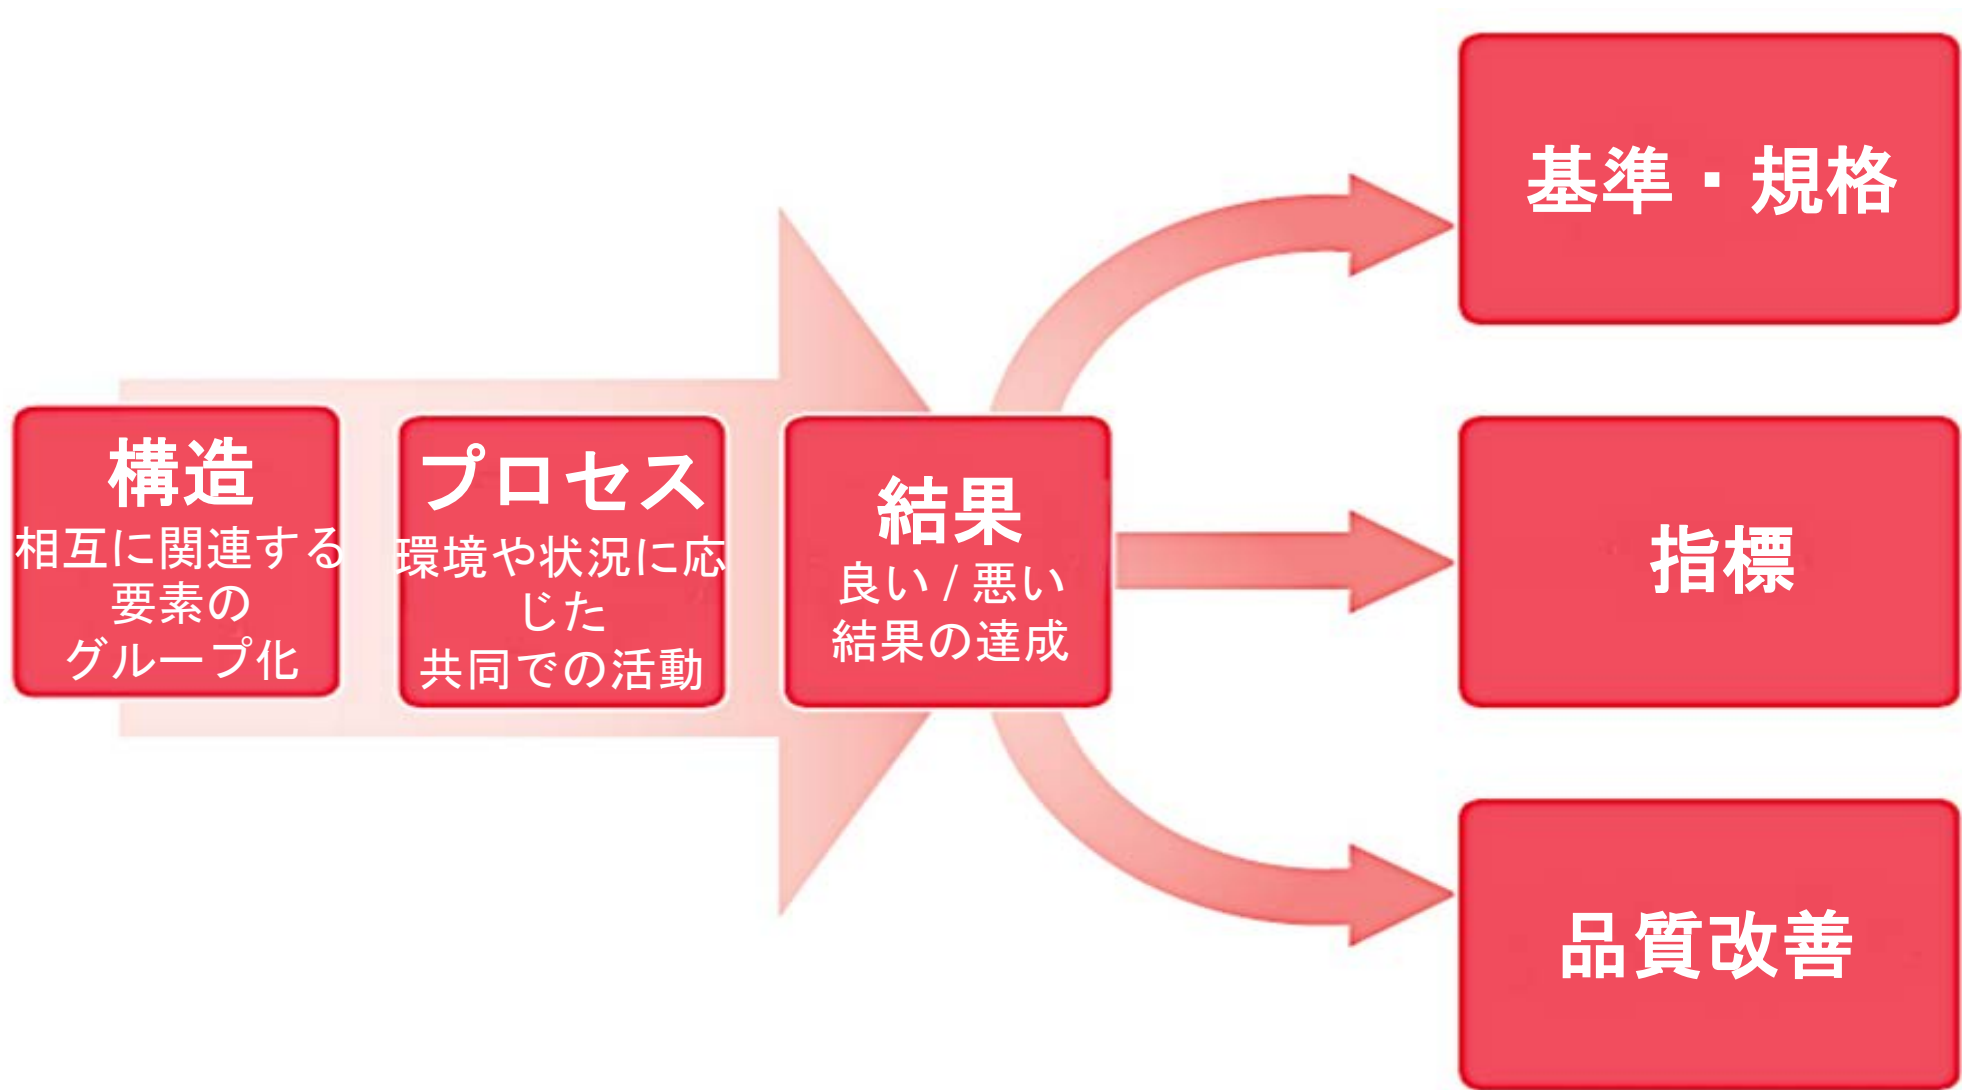 構造
相互に関連する
要素の
グループ化
プロセス
環境や状況に応
じた
共同での活動
結果
良い / 悪い
結果の達成
基準・規格
指標
品質改善